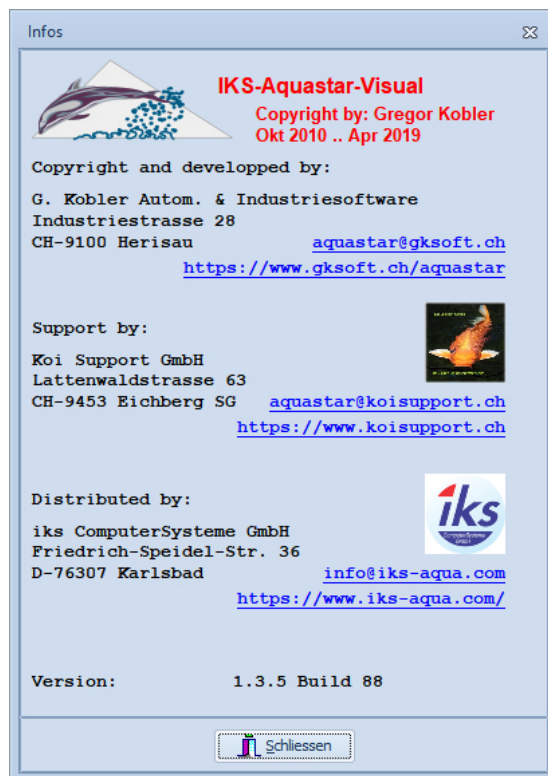 Infos
IKS-Aquastar-Visual
Copyright by: Gregor Kobler
Okt 2010 .. Apr 2019
Copyright and developped by:
G. Kobler Autom. & Industriesoftware
Industriestrasse 28
CH-9100 Herisau aquastar@gksoft.ch
https://www.gksoft.ch/aquastar
Support by:
Koi Support GmbH
Lattenwaldstrasse 63
CH-9453 Eichberg SG aquastar@koisupport.ch
https://www.koisupport.ch
Distributed by:
iks
ComputerSysteme
GmbH
iks ComputerSysteme GmbH
Friedrich-Speidel-Str. 36
D-76307 Karlsbad info@iks-aqua.com
https://www.iks-aqua.com/
Version: 1.3.5 Build 88
Schliessen